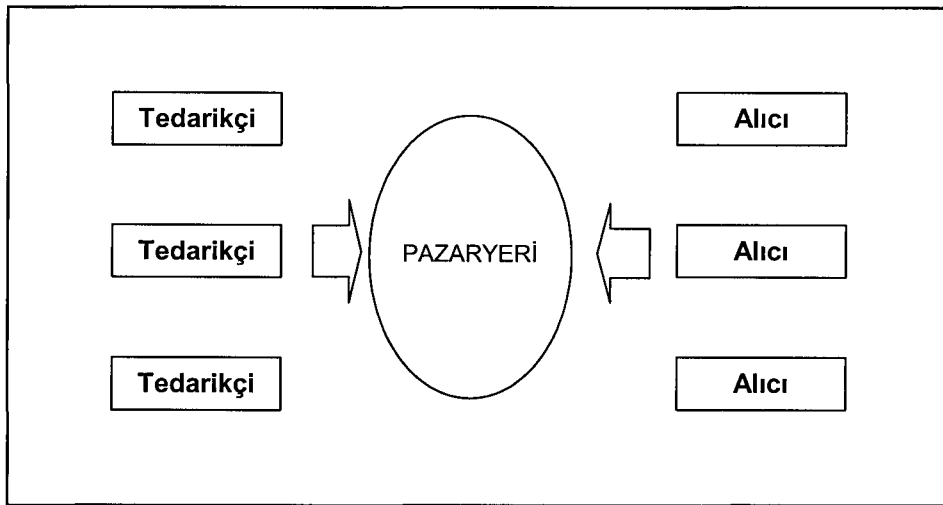 Tedarikçi
Alıcı
Tedarikçi
PAZARYERİ
Alıcı
Tedarikçi
Alıcı